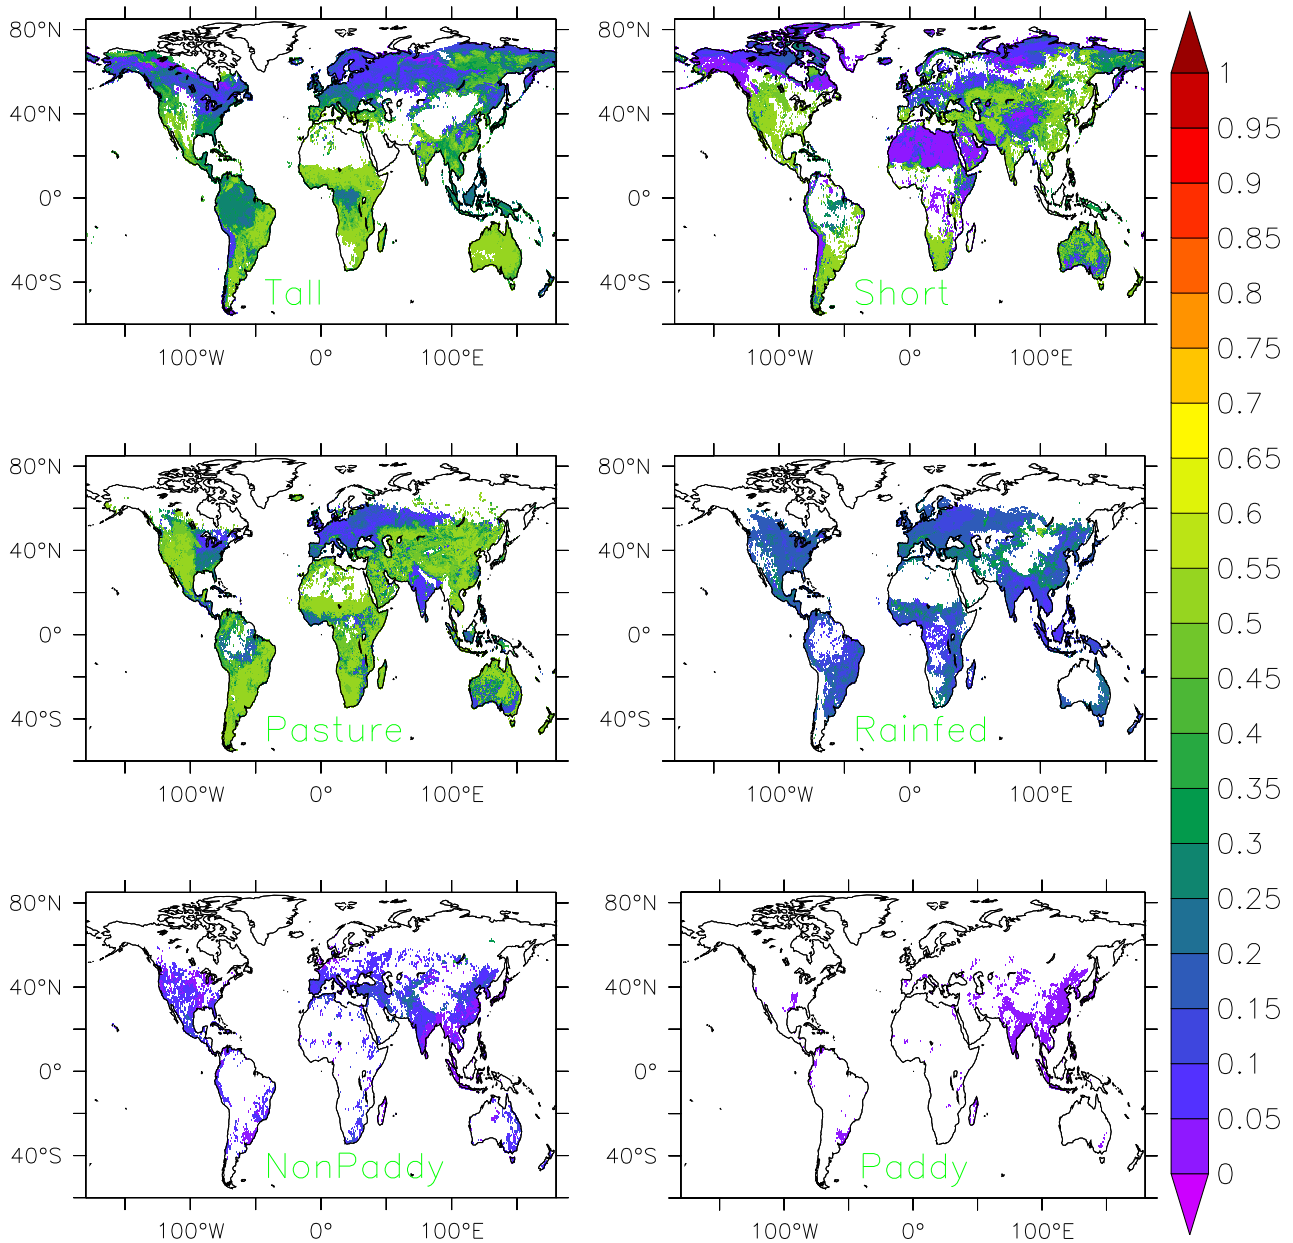 80°N
40°N
0°
40°S
100°W 0° 100°E
Tall
80°N
40°N
0°
40°S
100°W 0° 100°E
Short
80°N
40°N
0°
40°S
100°W 0° 100°E
Pasture
80°N
40°N
0°
40°S
100°W 0° 100°E
Rainfed
80°N
40°N
0°
40°S
100°W 0° 100°E
NonPaddy
80°N
40°N
0°
40°S
100°W 0° 100°E
Paddy
1
0.95
0.9
0.85
0.8
0.75
0.7
0.65
0.6
0.55
0.5
0.45
0.4
0.35
0.3
0.25
0.2
0.15
0.1
0.05
0